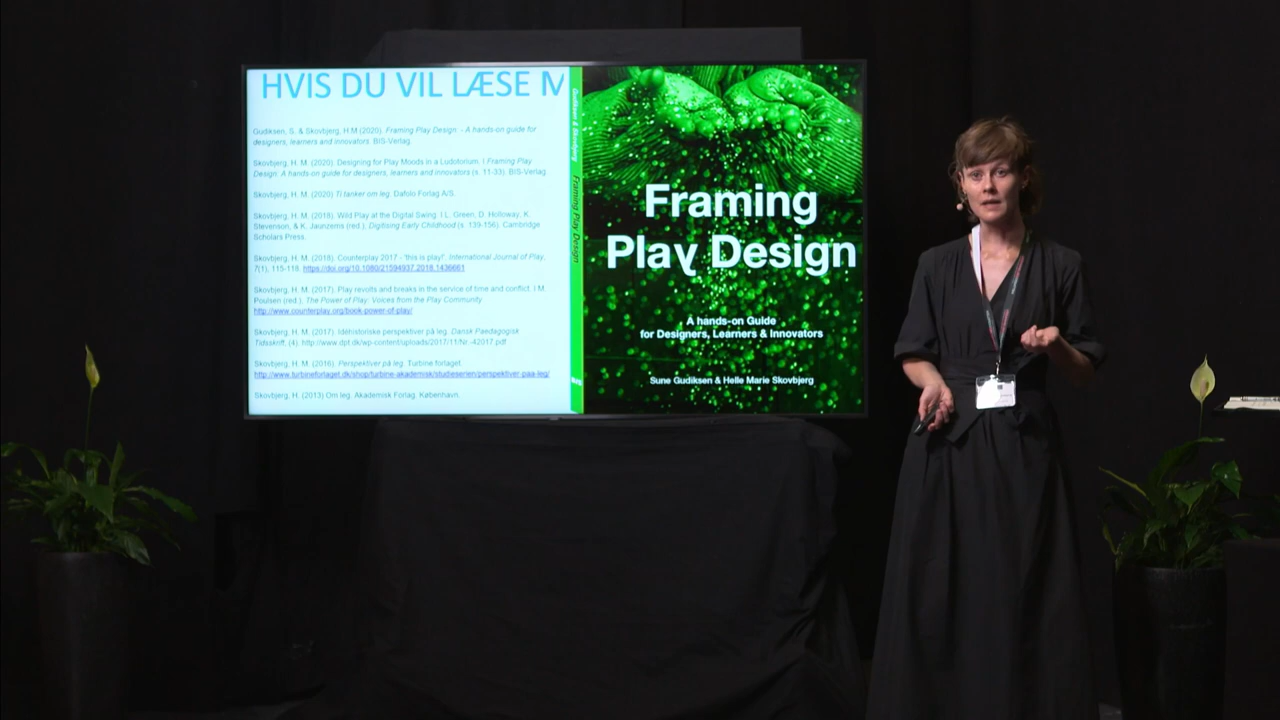 HVIS DU VIL LÆSE M
Gudiksen, S. & Skovbjerg, H.M (2020). Framing Play Design: - A hands-on guide for
designers, learners and innovators. BIS-Verlag.
Skovbjerg, H. M. (2020). Designing for Play Moods in a Ludotorium. I Framing Play
Design: A hands-on guide for designers, learners and innovators (s. 11-33). BIS-Verlag.
Skovbjerg, H. M. (2020) Ti tanker om leg. Dafolo Forlag A/S.
Skovbjerg, H. M. (2018). Wild Play at the Digital Swing. I L. Green, D. Holloway, K.
Stevenson, & K. Jaunzems (red.), Digitising Early Childhood (s. 139-156). Cambridge
Scholars Press.
Skovbjerg, H. M. (2018). Counterplay 2017 - 'this is play!'. International Journal of Play,
7(1), 115-118. https://doi.org/10.1080/21594937.2018.1436661
Skovbjerg, H. M. (2017). Play revolts and breaks in the service of time and conflict. I M.
Poulsen (red.), The Power of Play: Voices from the Play Community
http://www.counterplay.org/book-power-of-play/
Skovbjerg, H. M. (2017). Idéhistoriske perspektiver på leg. Dansk Paedagogisk
Tidsskrift, (4). http://www.dpt.dk/wp-content/uploads/2017/11/Nr.-42017.pdf
Skovbjerg, H. M. (2016). Perspektiver på leg. Turbine forlaget.
http://www.turbineforlaget.dk/shop/turbine-akademisk/studieserien/perspektiver-paa-leg/
Skovbjerg, H. (2013) Om leg. Akademisk Forlag. København.
Gudiksen & Skovbjerg
Framing Play Design
BIS
Framing
Play Design
A hands-on Guide
for Designers, Learners & Innovators
Sune Gudiksen & Helle Marie Skovbjerg